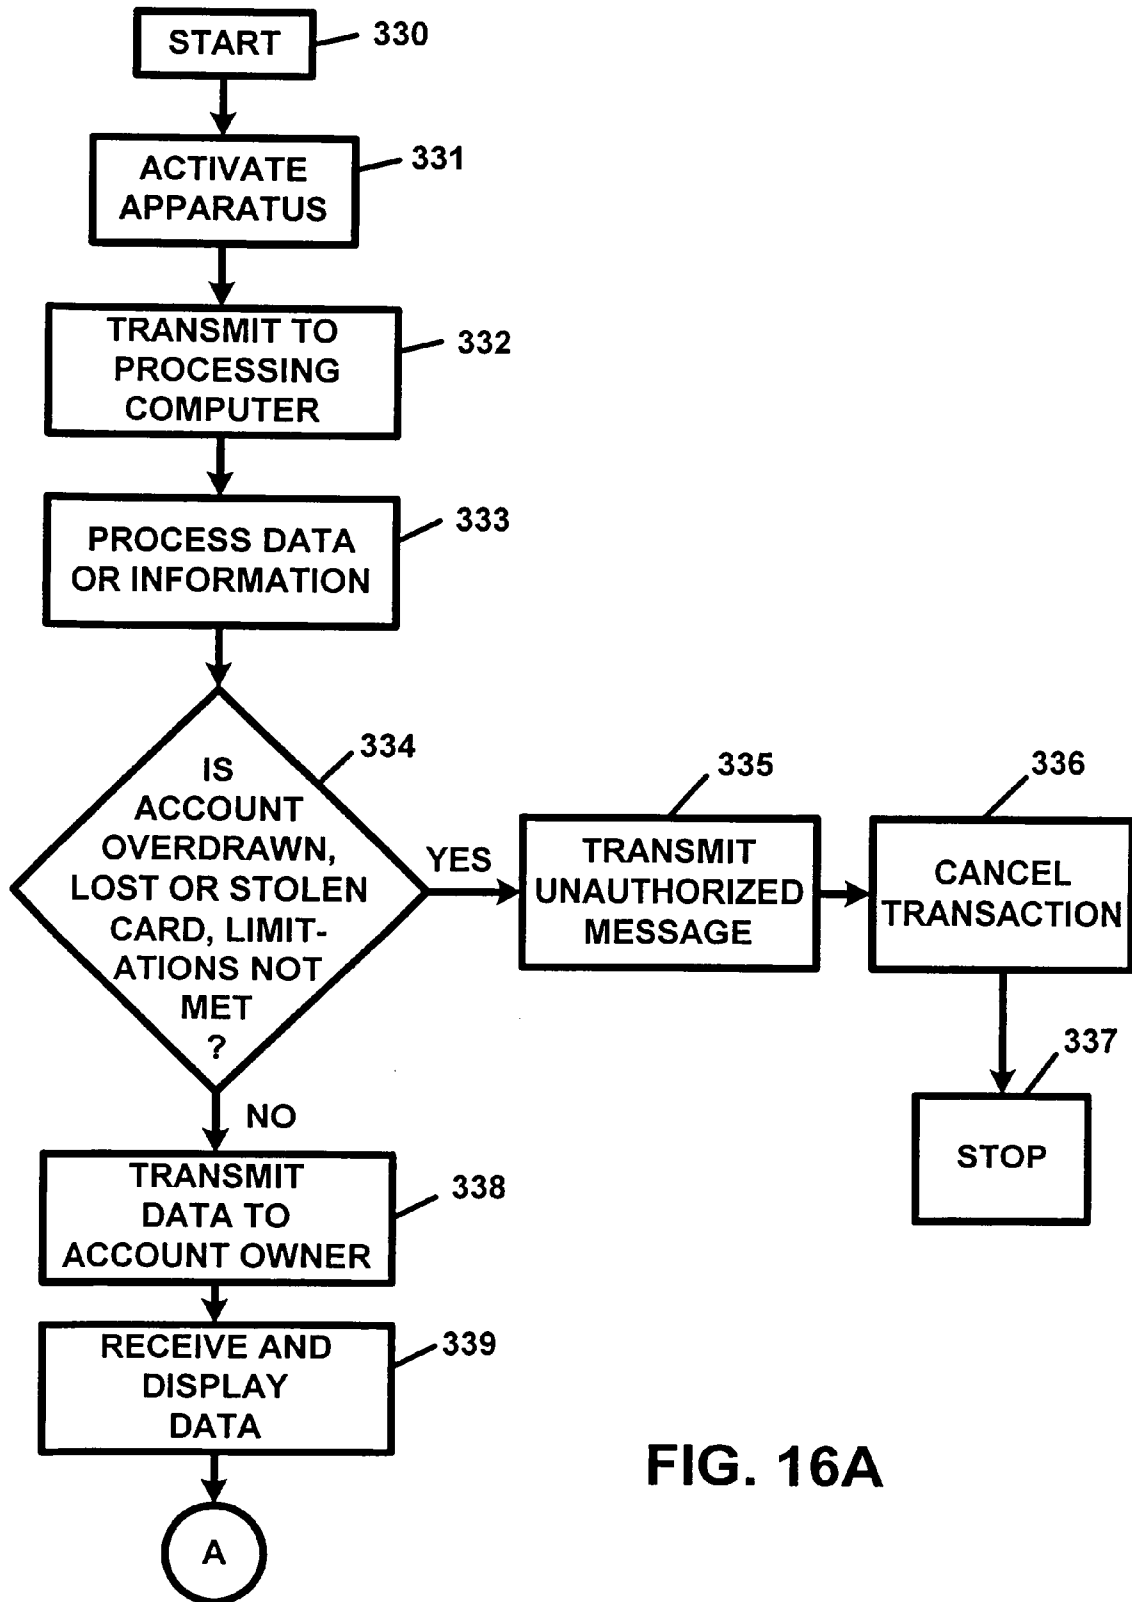 START
330
ACTIVATE
APPARATUS
331
TRANSMIT TO
PROCESSING
COMPUTER
332
PROCESS DATA
OR INFORMATION
333
IS
ACCOUNT
OVERDRAWN,
LOST OR STOLEN
CARD, LIMIT-
ATIONS NOT
MET
?
334
YES
TRANSMIT
UNAUTHORIZED
MESSAGE
335
CANCEL
TRANSACTION
336
STOP
337
NO
TRANSMIT
DATA TO
ACCOUNT OWNER
338
RECEIVE AND
DISPLAY
DATA
339
A
FIG. 16A